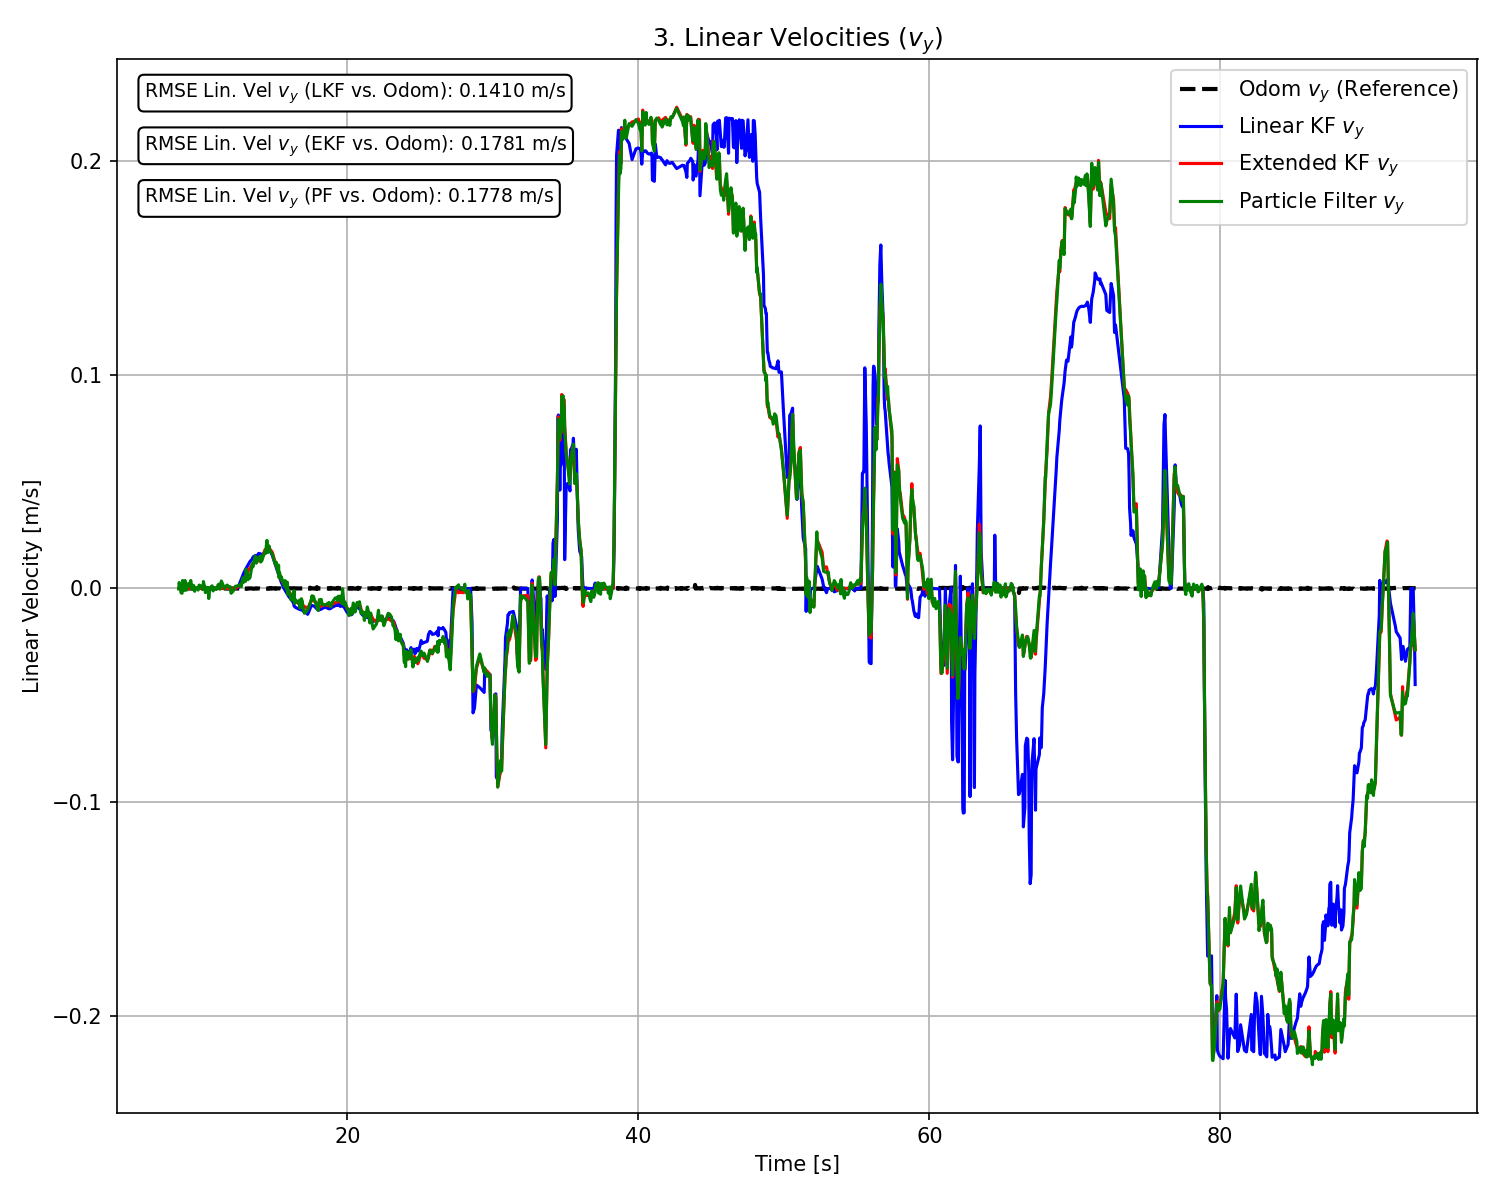 3. Linear Velocities (v_y)
RMSE Lin. Vel v_y (LKF vs. Odom): 0.1410 m/s
RMSE Lin. Vel v_y (EKF vs. Odom): 0.1781 m/s
RMSE Lin. Vel v_y (PF vs. Odom): 0.1778 m/s
Odom v_y (Reference)
Linear KF v_y
Extended KF v_y
Particle Filter v_y
Linear Velocity [m/s]
0.2
0.1
0.0
−0.1
−0.2
20 40 60 80
Time [s]